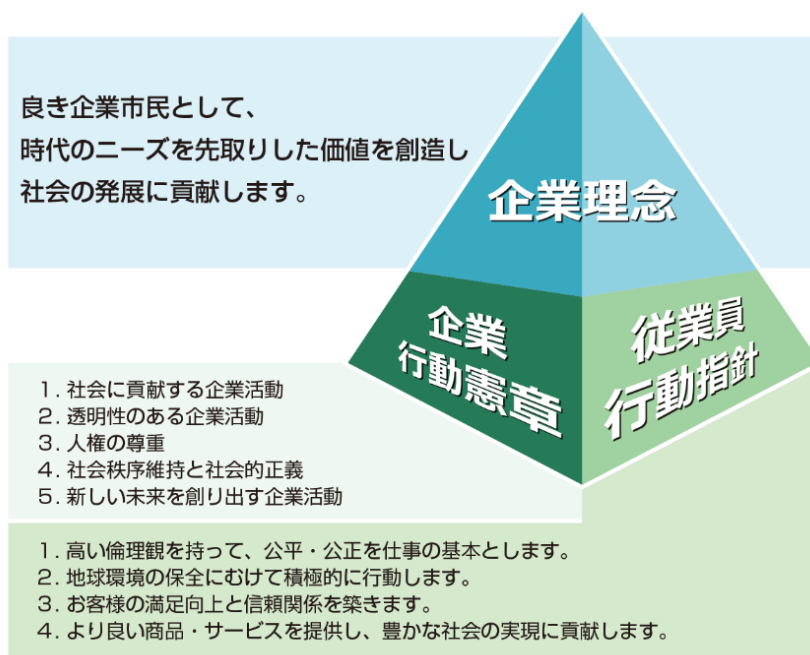 良き企業市民として、
時代のニーズを先取りした価値を創造し
社会の発展に貢献します。
企業理念
企業
行動憲章
従業員
行動指針
1. 社会に貢献する企業活動
2. 透明性のある企業活動
3. 人権の尊重
4. 社会秩序維持と社会的正義
5. 新しい未来を創り出す企業活動
1. 高い倫理観を持って、公平・公正を仕事の基本とします。
2. 地球環境の保全にむけて積極的に行動します。
3. お客様の満足向上と信頼関係を築きます。
4. より良い商品・サービスを提供し、豊かな社会の実現に貢献します。